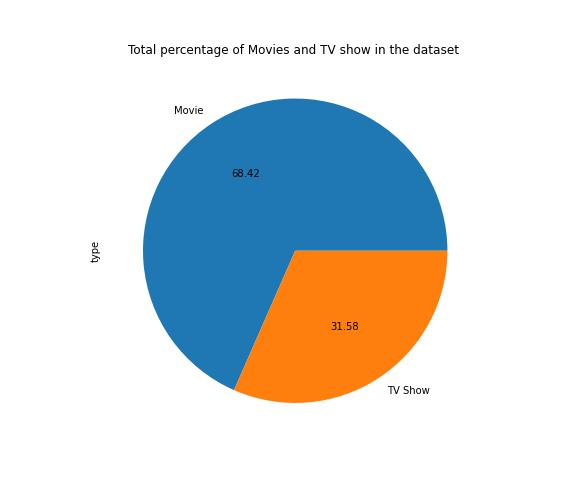 Total percentage of Movies and TV show in the dataset
Movie
68.42
type
31.58
TV Show